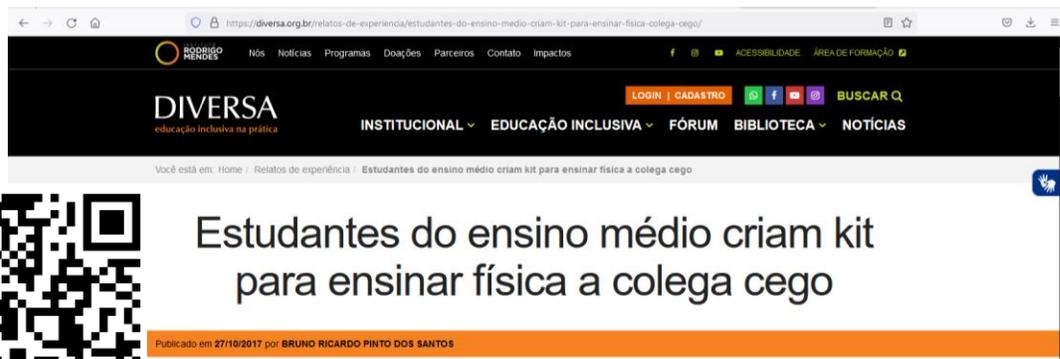 https://diversa.org.br/relatos-de-experiencia/estudantes-do-ensino-medio-criam-kit-para-ensinar-fisica-colega-cego/
RODRIGO MENDES Nós Notícias Programas Doações Parceiros Contato Impactos ACESSIBILIDADE ÁREA DE FORMAÇÃO
LOGIN | CADASTRO BUSCAR
DIVERSA
educação inclusiva na prática
INSTITUCIONAL EDUCAÇÃO INCLUSIVA FÓRUM BIBLIOTECA NOTÍCIAS
Você está em: Home / Relatos de experiência / Estudantes do ensino médio criam kit para ensinar física a colega cego
Estudantes do ensino médio criam kit
para ensinar física a colega cego
Publicado em 27/10/2017 por BRUNO RICARDO PINTO DOS SANTOS